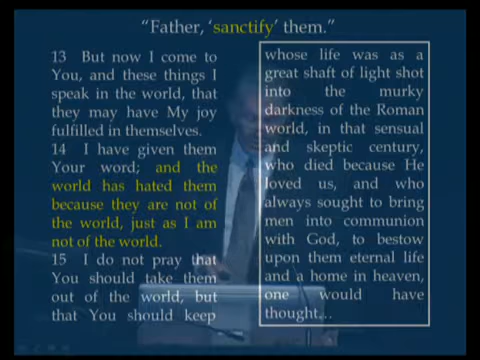 “Father, ‘sanctify’ them.”
13 But now I come to
You, and these things I
speak in the world, that
they may have My joy
fulfilled in themselves.
14 I have given them
Your word; and the
world has hated them
because they are not of
the world, just as I am
not of the world.
15 I do not pray that
You should take them
out of the world, but
that You should keep
whose life was as a
great shaft of light shot
into the murky
darkness of the Roman
world, in that sensual
and skeptic century,
who died because He
loved us, and who
always sought to bring
men into communion
with God, to bestow
upon them eternal life
and a home in heaven,
one would have
thought...